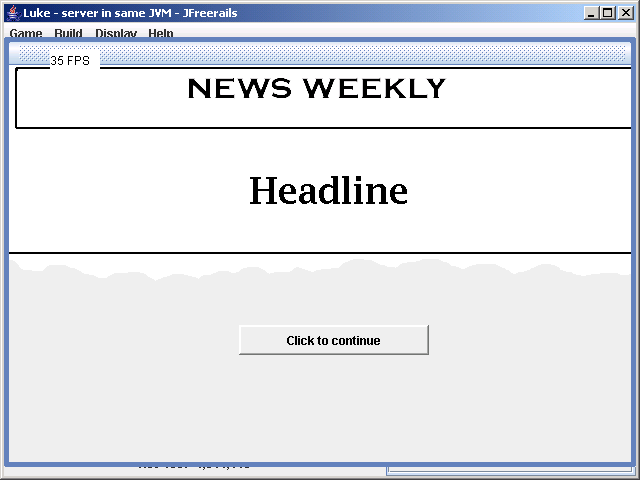 Luke - server in same JVM - JFreerails
Game Build Display Help
35 FPS
NEWS WEEKLY
Headline
Click to continue